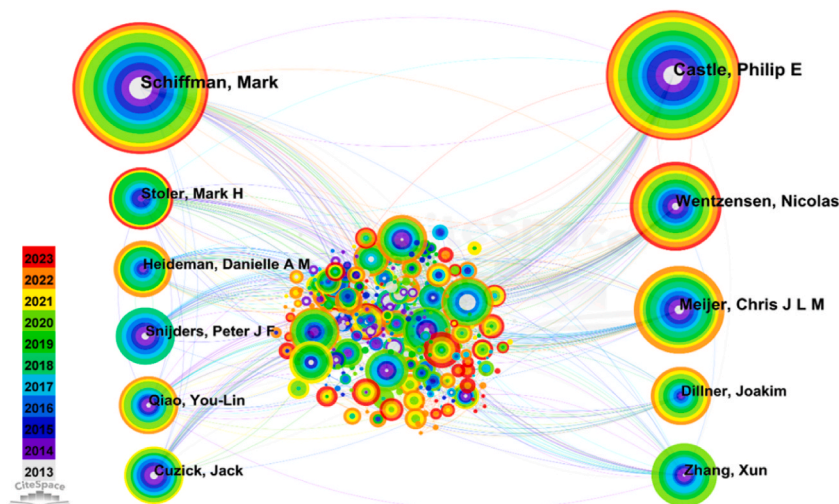 Schiffman, Mark
Castle, Philip E
Stoler, Mark H
Wentzensen, Nicolas
Heideman, Danielle A M
Meijer, Chris J L M
Snijders, Peter J F
Qiao, You-Lin
Dillner, Joakim
Cuzick, Jack
Zhang, Xun
2023
2022
2021
2020
2019
2018
2017
2016
2015
2014
2013
CiteSpace
CiteSpace